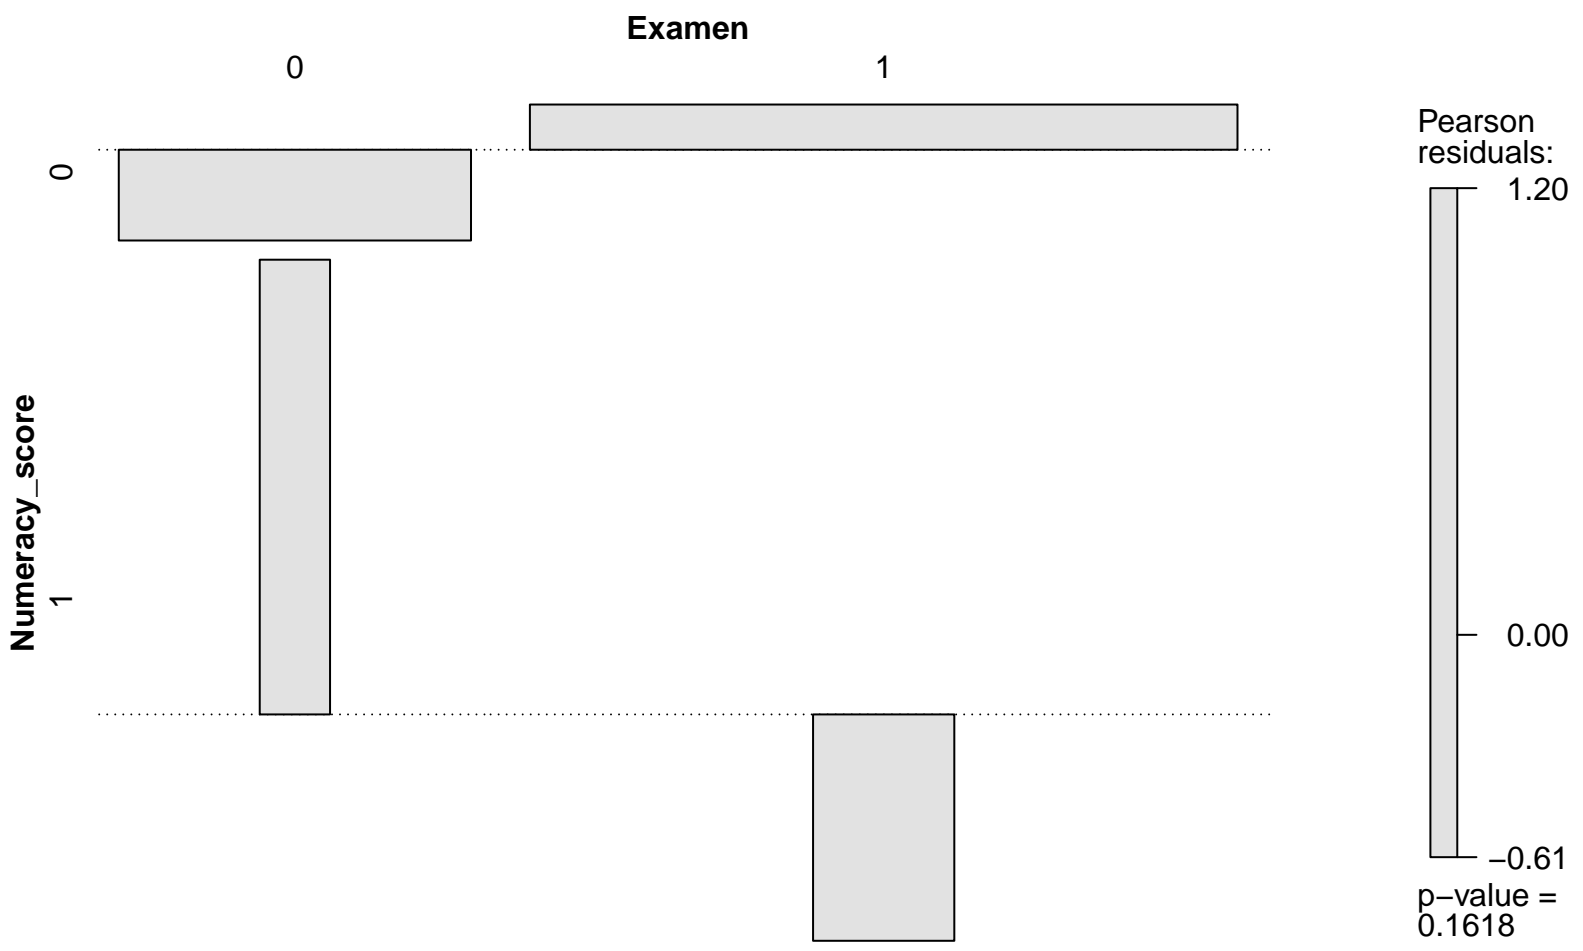 Examen
0 1
Pearson
residuals:
1.20
0.00
−0.61
p−value =
0.1618
Numeracy_score
0
1